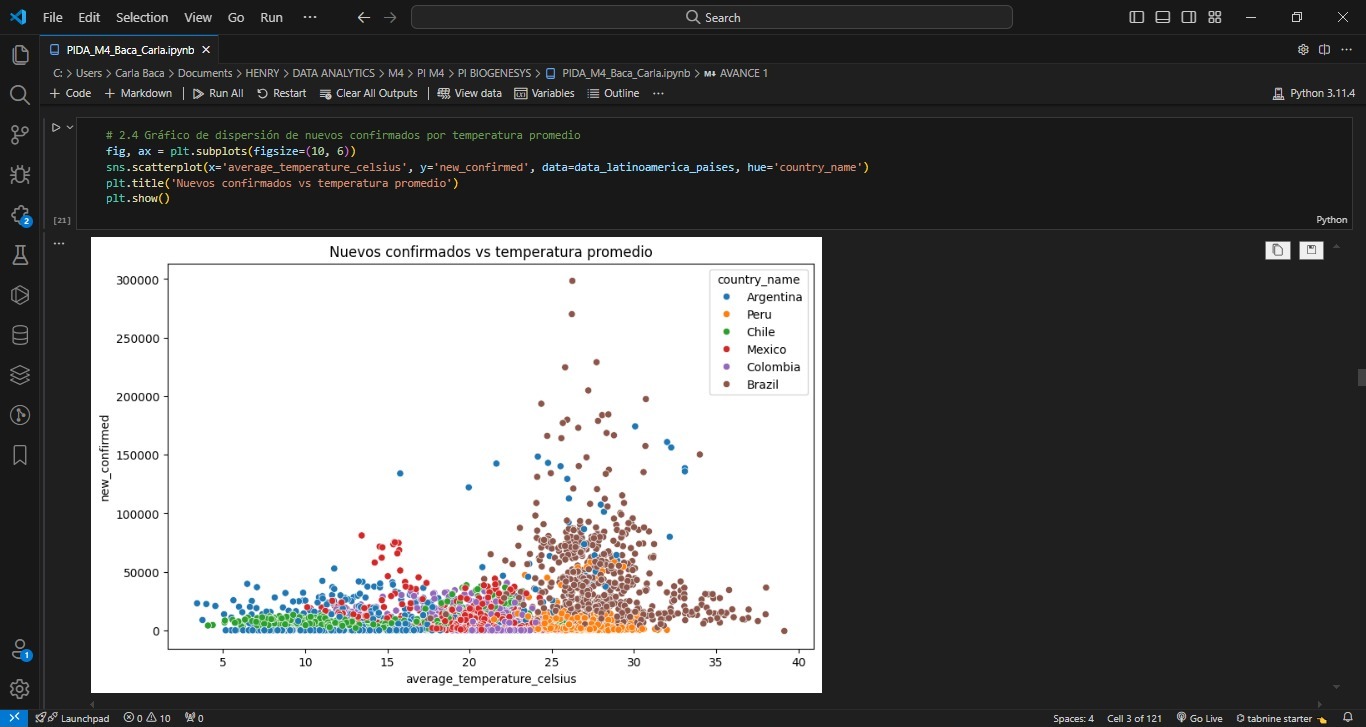 File Edit Selection View Go Run ··· Search
PIDA_M4_Baca_Carla.ipynb
C: > Users > Carla Baca > Documents > HENRY > DATA ANALYTICS > M4 > PI M4 > PI BIOGENESYS > PIDA_M4_Baca_Carla.ipynb > M↓ AVANCE 1
+ Code + Markdown | Run All Restart Clear All Outputs | View data Variables Outline ··· Python 3.11.4
# 2.4 Gráfico de dispersión de nuevos confirmados por temperatura promedio
fig, ax = plt.subplots(figsize=(10, 6))
sns.scatterplot(x='average_temperature_celsius', y='new_confirmed', data=data_latinoamerica_paises, hue='country_name')
plt.title('Nuevos confirmados vs temperatura promedio')
plt.show()
[21] Python
2
Nuevos confirmados vs temperatura promedio
country_name
Argentina
Peru
Chile
Mexico
Colombia
Brazil
300000
250000
200000
150000
100000
50000
0
new_confirmed
5 10 15 20 25 30 35 40
average_temperature_celsius
1
Launchpad 0 10 0 Spaces: 4 Cell 3 of 121 Go Live tabnine starter